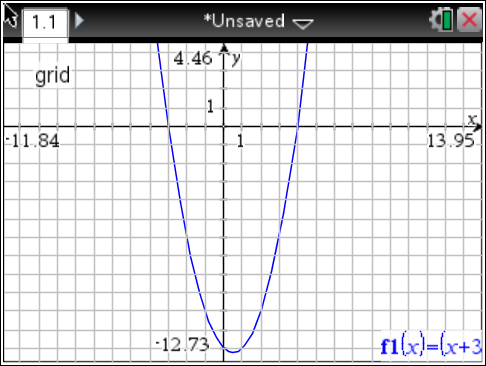 1.1 *Unsaved
4.46 y
grid
1
x
-11.84 1 13.95
-12.73 f1(x)=(x+3